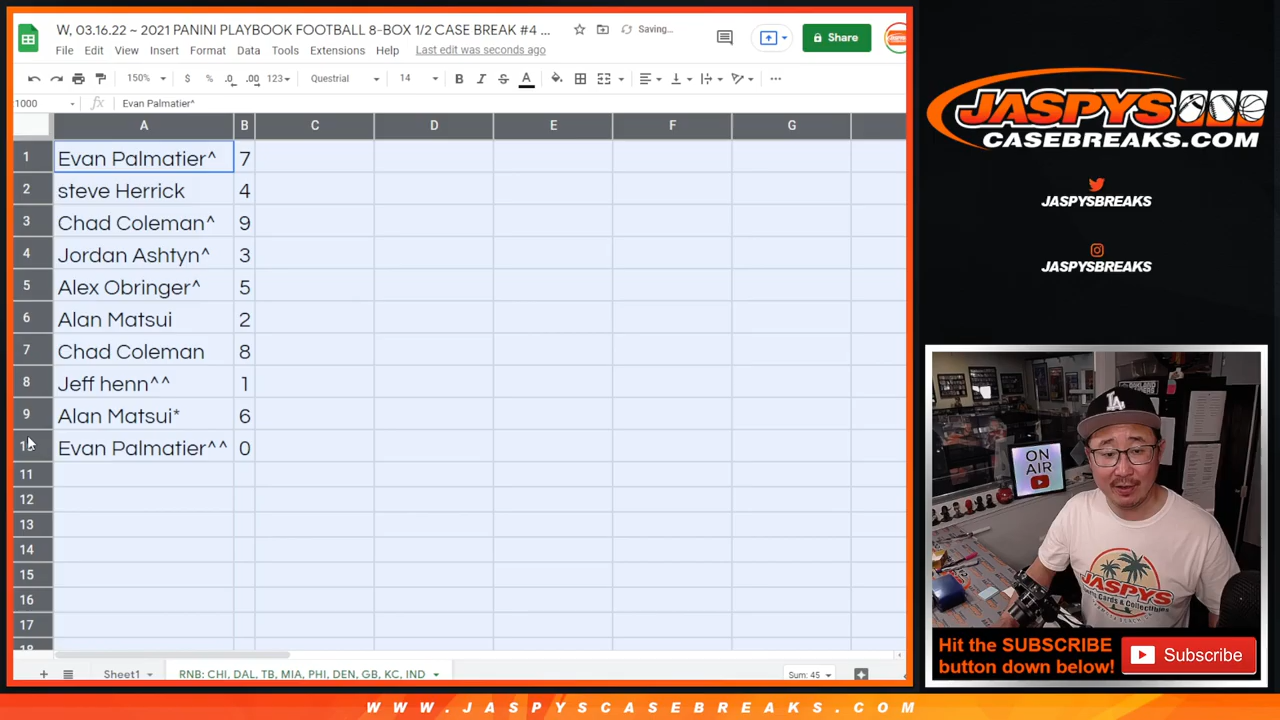 W, 03.16.22 ~ 2021 PANINI PLAYBOOK FOOTBALL 8-BOX 1/2 CASE BREAK #4 ...
Saving...
Share
File Edit View Insert Format Data Tools Extensions Help Last edit was seconds ago
150% $ % .0 .00 123 Questrial 14 B I S A
1000 fx Evan Palmatier^
A B C D E F G
1 Evan Palmatier^ 7
2 steve Herrick 4
3 Chad Coleman^ 9
4 Jordan Ashtyn^ 3
5 Alex Obringer^ 5
6 Alan Matsui 2
7 Chad Coleman 8
8 Jeff henn^^ 1
9 Alan Matsui* 6
10 Evan Palmatier^^ 0
11
12
13
14
15
16
17
18
Sheet1 RNB: CHI, DAL, TB, MIA, PHI, DEN, GB, KC, IND Sum: 45
JASPYS
CASEBREAKS.COM
JASPYSBREAKS
JASPYSBREAKS
ON
AIR
LA
JASPYS
Hit the SUBSCRIBE
button down below!
Subscribe
WWW.JASPYSCASEBREAKS.COM